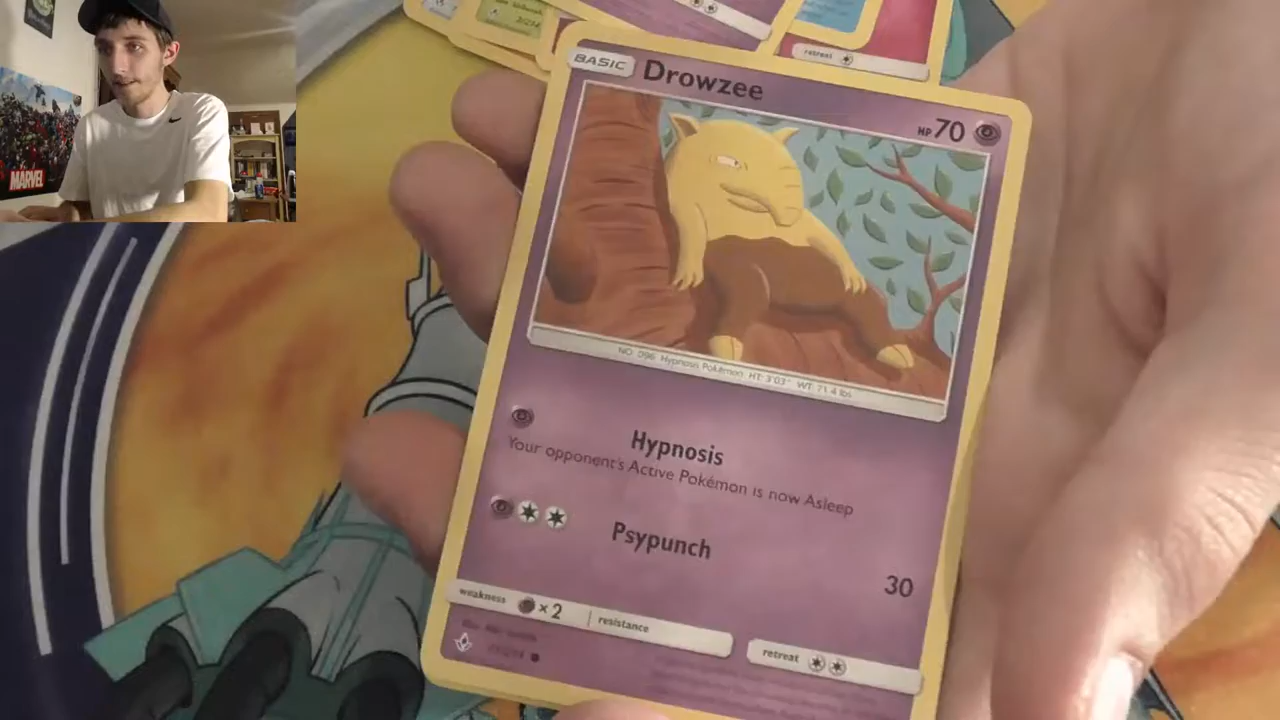 MARVEL
retreat
BASIC Drowzee
HP 70
NO. 096 Hypnosis Pokémon HT: 3'03" WT: 71.4 lbs
Hypnosis
Your opponent's Active Pokémon is now Asleep
Psypunch
30
weakness ×2 resistance
retreat